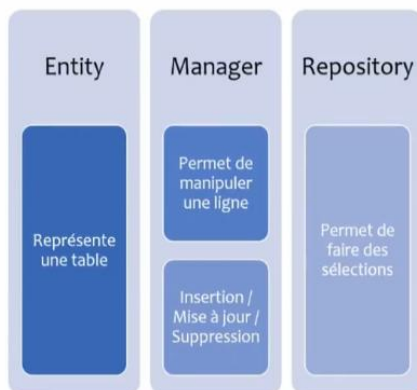 Entity
Représente
une table
Manager
Permet de
manipuler
une ligne
Insertion /
Mise à jour /
Suppression
Repository
Permet de
faire des
sélections